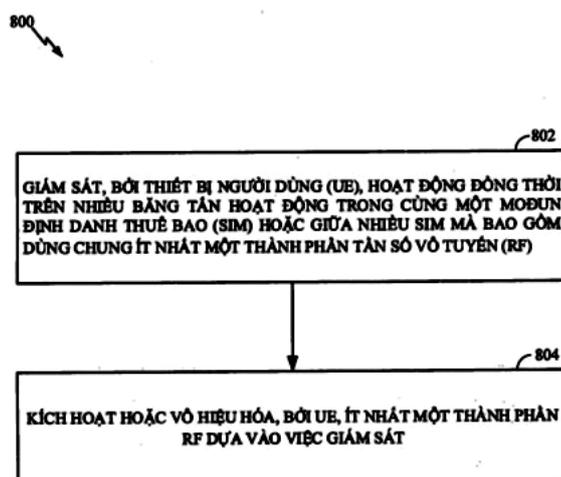 800
802
GIÁM SÁT, BỞI THIẾT BỊ NGƯỜI DÙNG (UE), HOẠT ĐỘNG ĐỒNG THỜI
TRÊN NHIỀU BĂNG TẦN HOẠT ĐỘNG TRONG CÙNG MỘT MOĐUN
ĐỊNH DANH THUÊ BAO (SIM) HOẶC GIỮA NHIỀU SIM MÀ BAO GỒM
DÙNG CHUNG ÍT NHẤT MỘT THÀNH PHẦN TẦN SỐ VÔ TUYẾN (RF)
804
KÍCH HOẠT HOẶC VÔ HIỆU HÓA, BỞI UE, ÍT NHẤT MỘT THÀNH PHẦN
RF DỰA VÀO VIỆC GIÁM SÁT